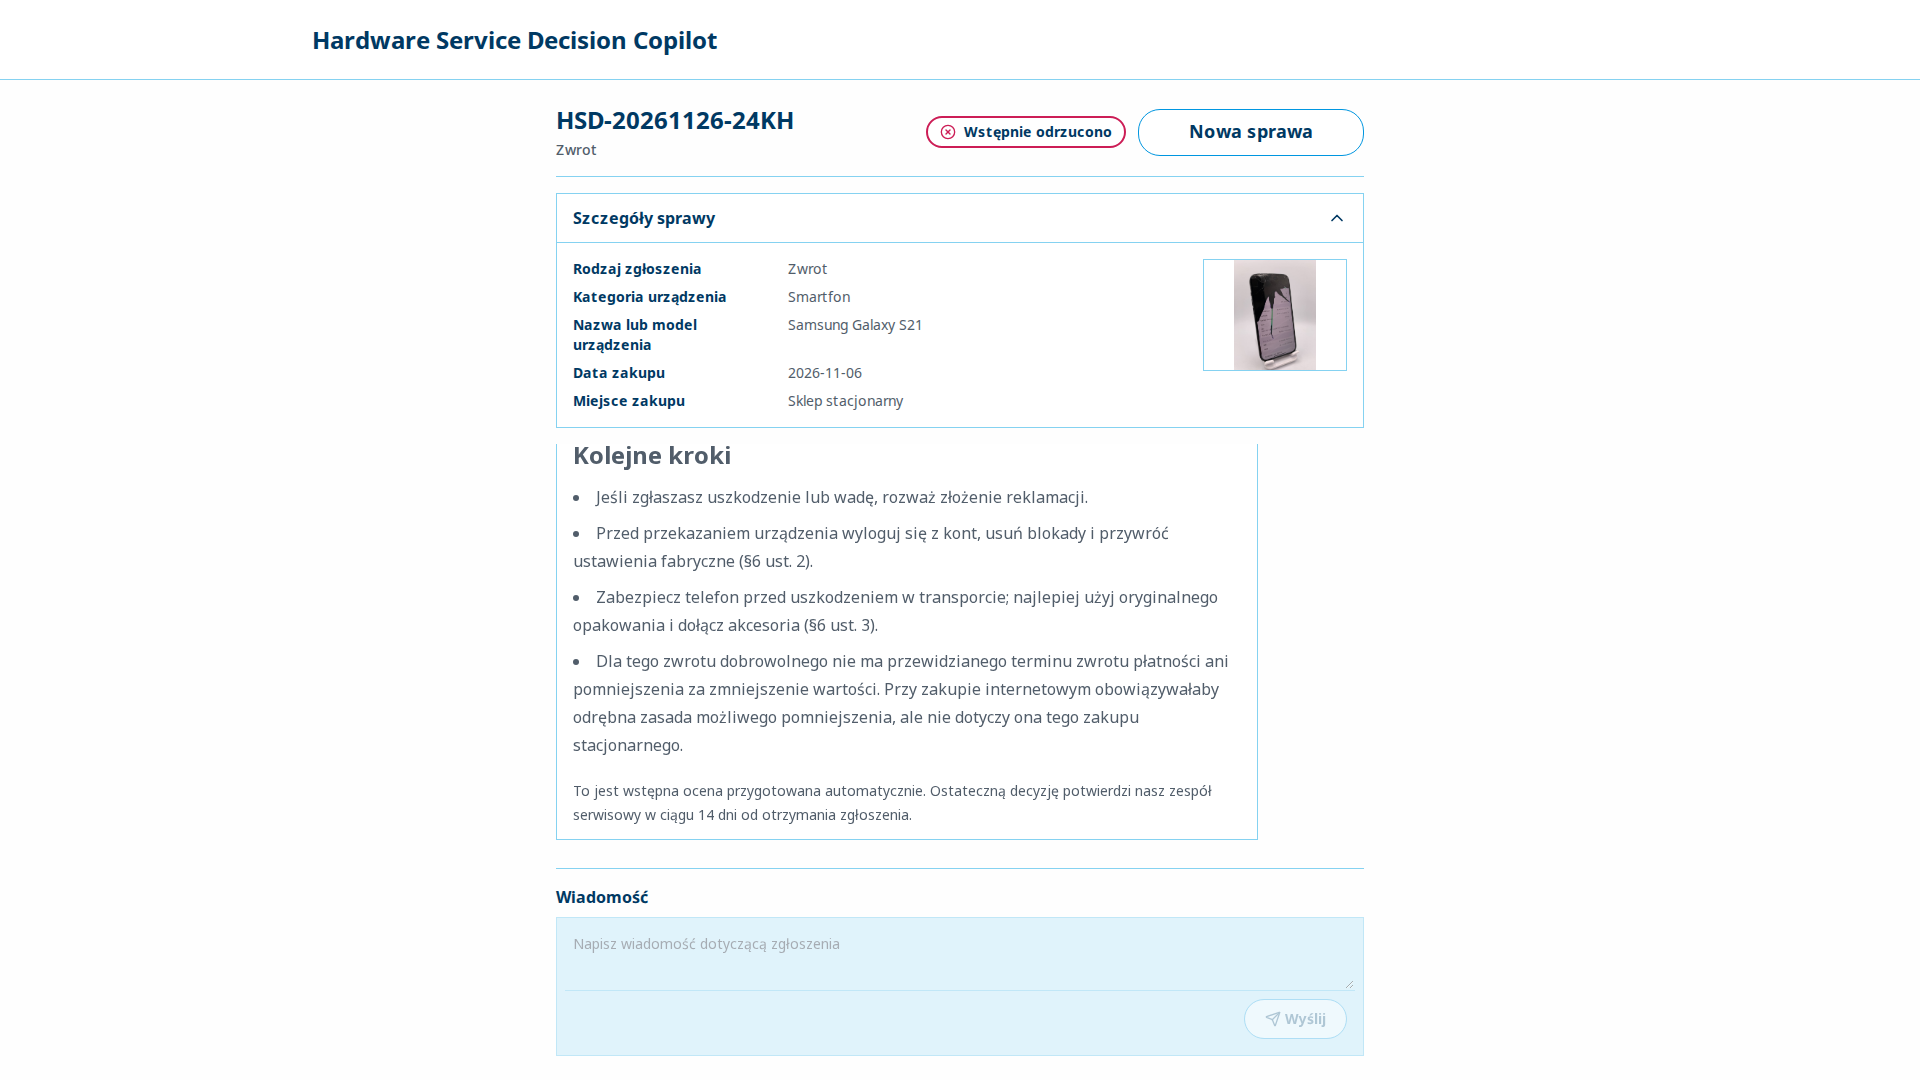 Hardware Service Decision Copilot
HSD-20261126-24KH
Zwrot
Wstępnie odrzucono
Nowa sprawa
Szczegóły sprawy
Rodzaj zgłoszenia
Zwrot
Kategoria urządzenia
Smartfon
Nazwa lub model
urządzenia
Samsung Galaxy S21
Data zakupu
2026-11-06
Miejsce zakupu
Sklep stacjonarny
Kolejne kroki
• Jeśli zgłaszasz uszkodzenie lub wadę, rozważ złożenie reklamacji.
• Przed przekazaniem urządzenia wyloguj się z kont, usuń blokady i przywróć
ustawienia fabryczne (§6 ust. 2).
• Zabezpiecz telefon przed uszkodzeniem w transporcie; najlepiej użyj oryginalnego
opakowania i dołącz akcesoria (§6 ust. 3).
• Dla tego zwrotu dobrowolnego nie ma przewidzianego terminu zwrotu płatności ani
pomniejszenia za zmniejszenie wartości. Przy zakupie internetowym obowiązywałaby
odrębna zasada możliwego pomniejszenia, ale nie dotyczy ona tego zakupu
stacjonarnego.
To jest wstępna ocena przygotowana automatycznie. Ostateczną decyzję potwierdzi nasz zespół
serwisowy w ciągu 14 dni od otrzymania zgłoszenia.
Wiadomość
Napisz wiadomość dotyczącą zgłoszenia
Wyślij